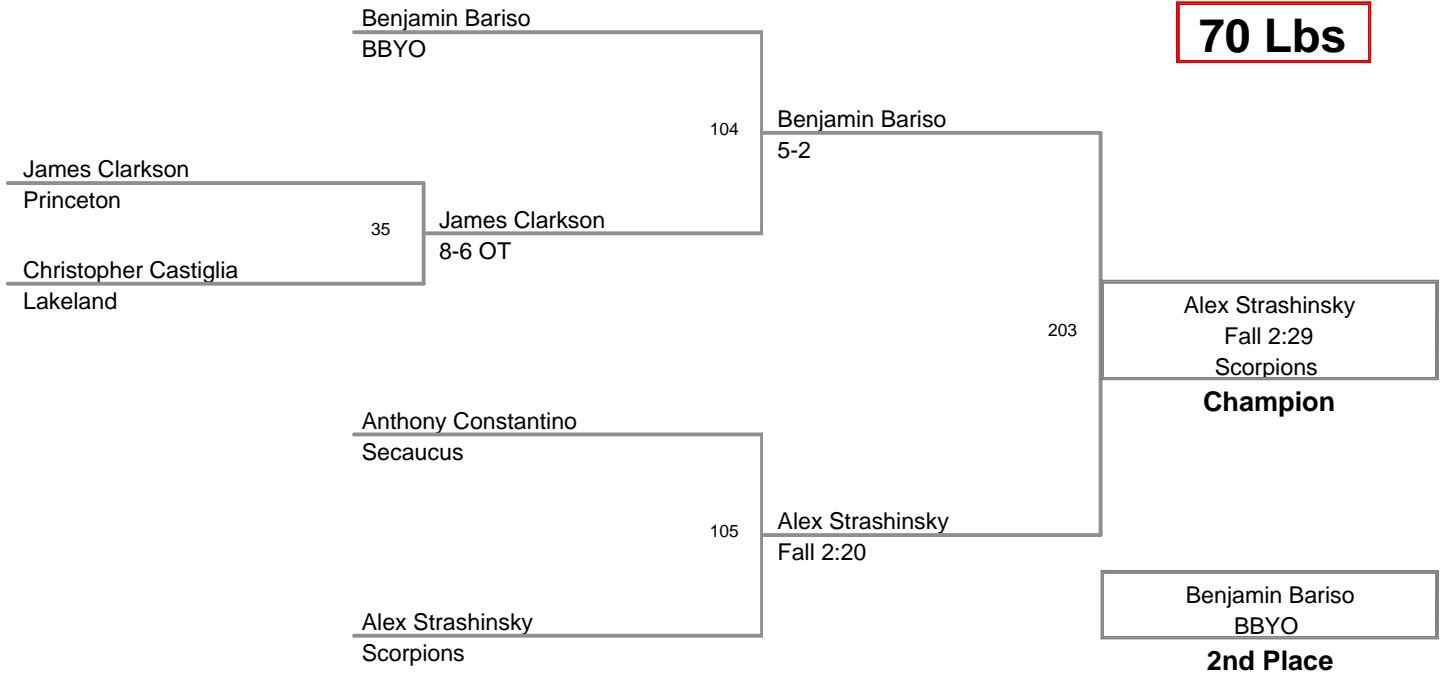 Benjamin Bariso
BBYO
70 Lbs
104
Benjamin Bariso
5-2
James Clarkson
Princeton
35
James Clarkson
8-6 OT
Christopher Castiglia
Lakeland
203
Alex Strashinsky
Fall 2:29
Scorpions
Champion
Anthony Constantino
Secaucus
105
Alex Strashinsky
Fall 2:20
Alex Strashinsky
Scorpions
Benjamin Bariso
BBYO
2nd Place